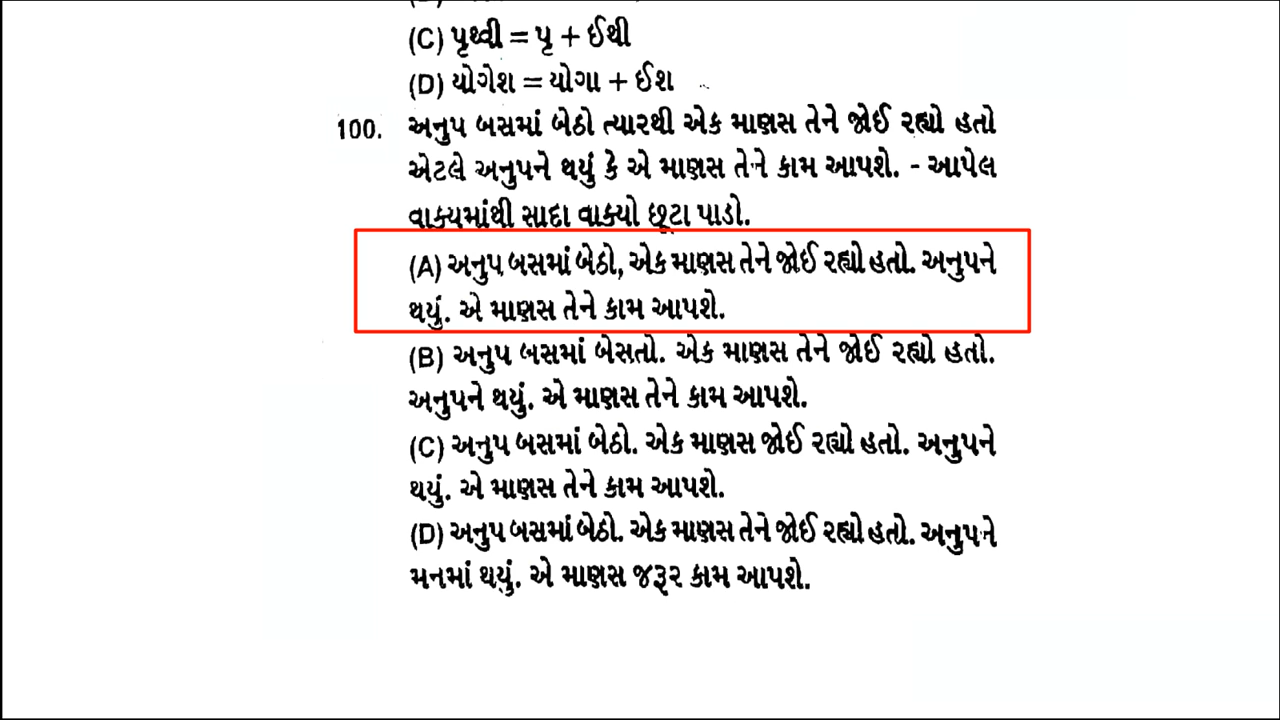 (C) પૃથ્વી = પૃ + ઈથી
(D) યોગેશ = યોગા + ઈશ
100. અનુપ બસમાં બેઠો ત્યારથી એક માણસ તેને જોઈ રહ્યો હતો
એટલે અનુપને થયું કે એ માણસ તેને કામ આપશે. - આપેલ
વાક્યમાંથી સાદા વાક્યો છૂટા પાડો.
(A) અનુપ બસમાં બેઠો, એક માણસ તેને જોઈ રહ્યો હતો. અનુપને
થયું. એ માણસ તેને કામ આપશે.
(B) અનુપ બસમાં બેસતો. એક માણસ તેને જોઈ રહ્યો હતો.
અનુપને થયું. એ માણસ તેને કામ આપશે.
(C) અનુપ બસમાં બેઠો. એક માણસ જોઈ રહ્યો હતો. અનુપને
થયું. એ માણસ તેને કામ આપશે.
(D) અનુપ બસમાં બેઠો. એક માણસ તેને જોઈ રહ્યો હતો. અનુપને
મનમાં થયું. એ માણસ જરૂર કામ આપશે.